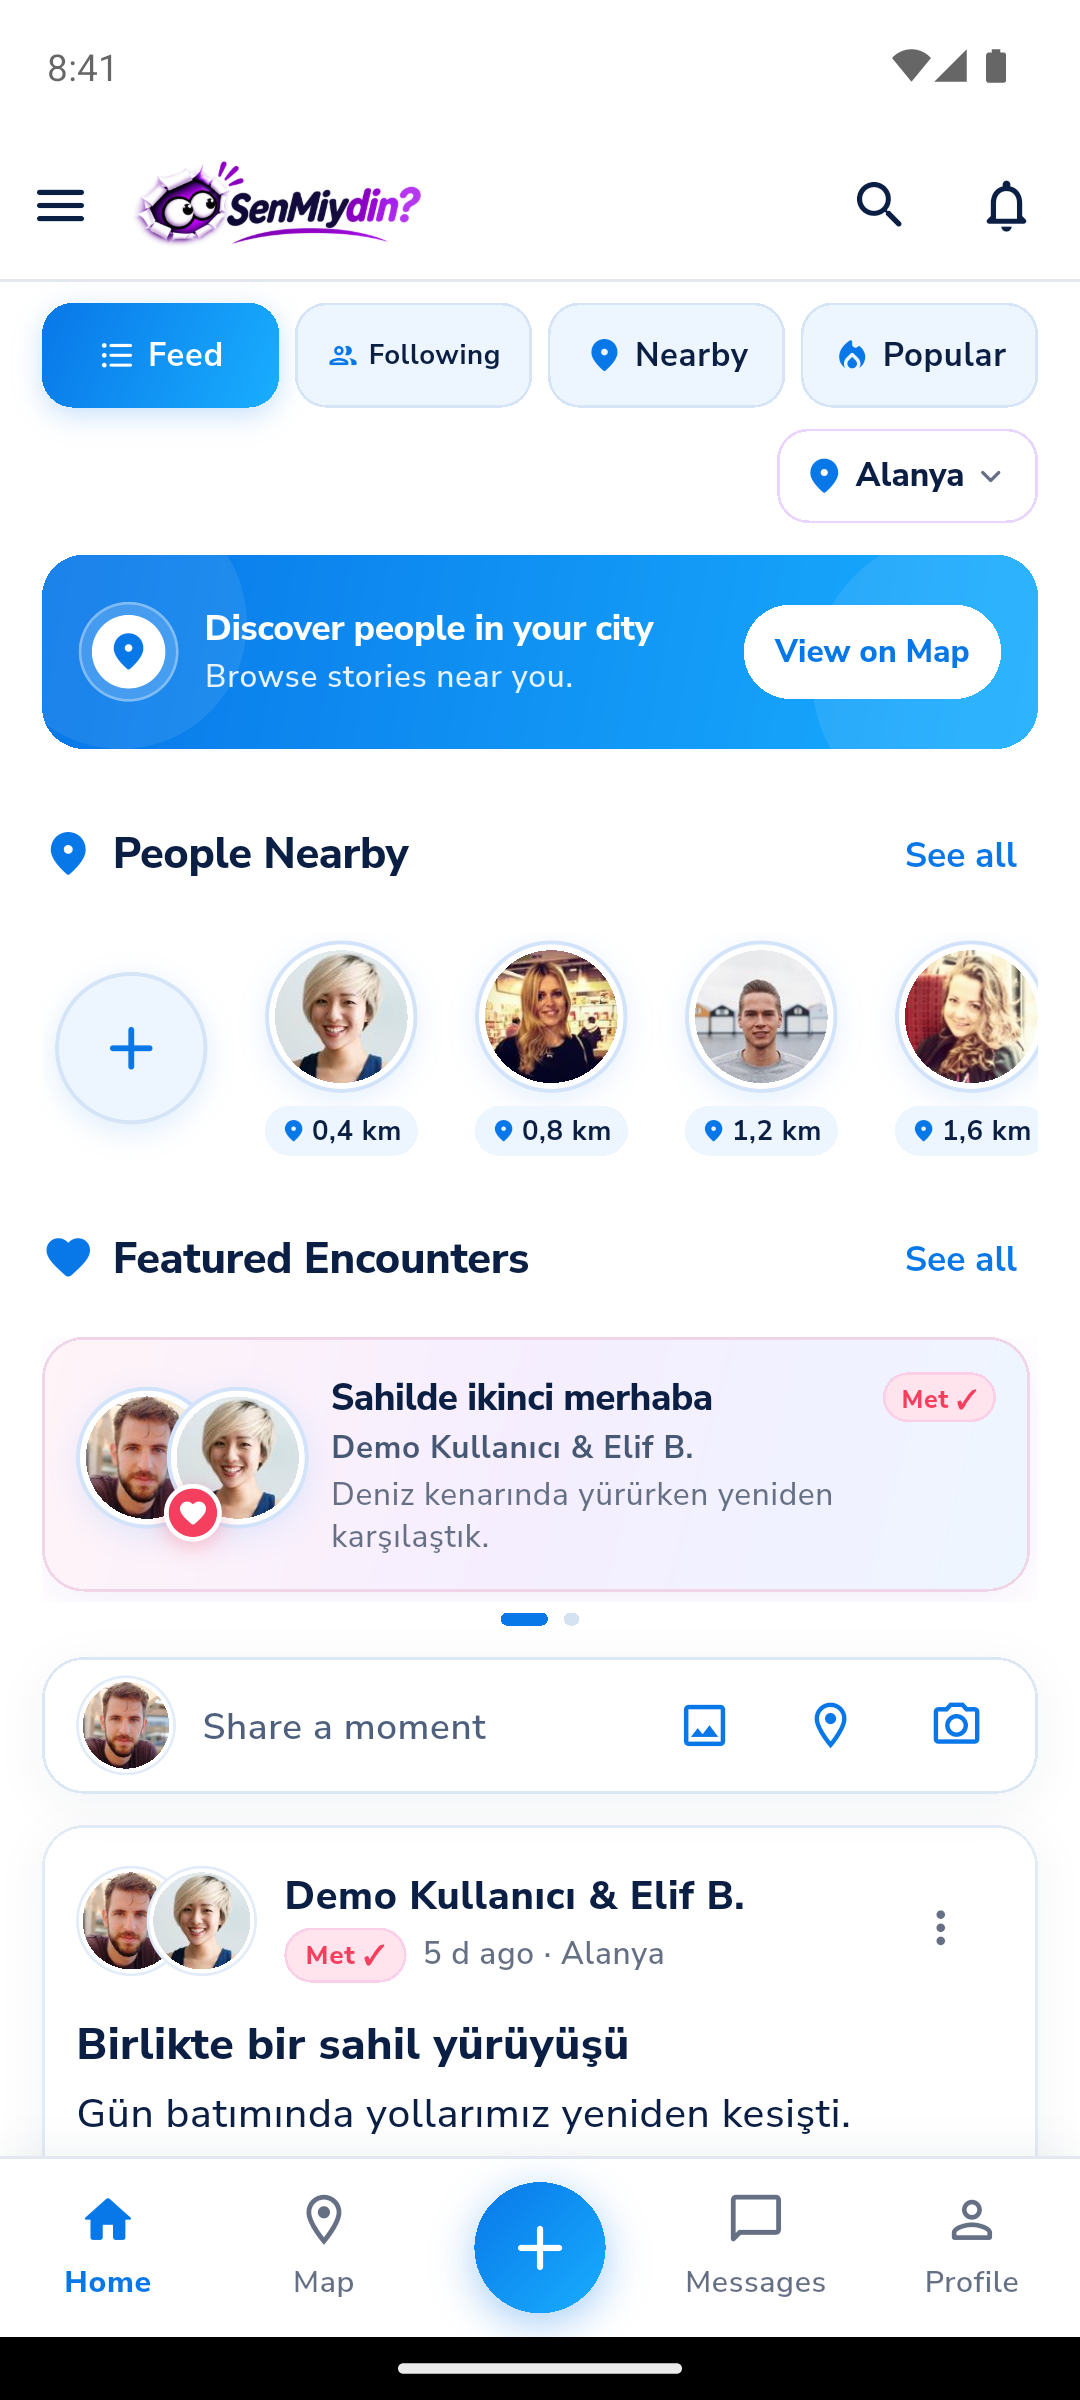 8:41
SenMiydin?
Feed
Following
Nearby
Popular
Alanya
Discover people in your city
Browse stories near you.
View on Map
People Nearby
See all
0,4 km
0,8 km
1,2 km
1,6 km
Featured Encounters
See all
Sahilde ikinci merhaba
Met ✓
Demo Kullanıcı & Elif B.
Deniz kenarında yürürken yeniden
karşılaştık.
Share a moment
Demo Kullanıcı & Elif B.
Met ✓ 5 d ago · Alanya
Birlikte bir sahil yürüyüşü
Gün batımında yollarımız yeniden kesişti.
Home
Map
Messages
Profile